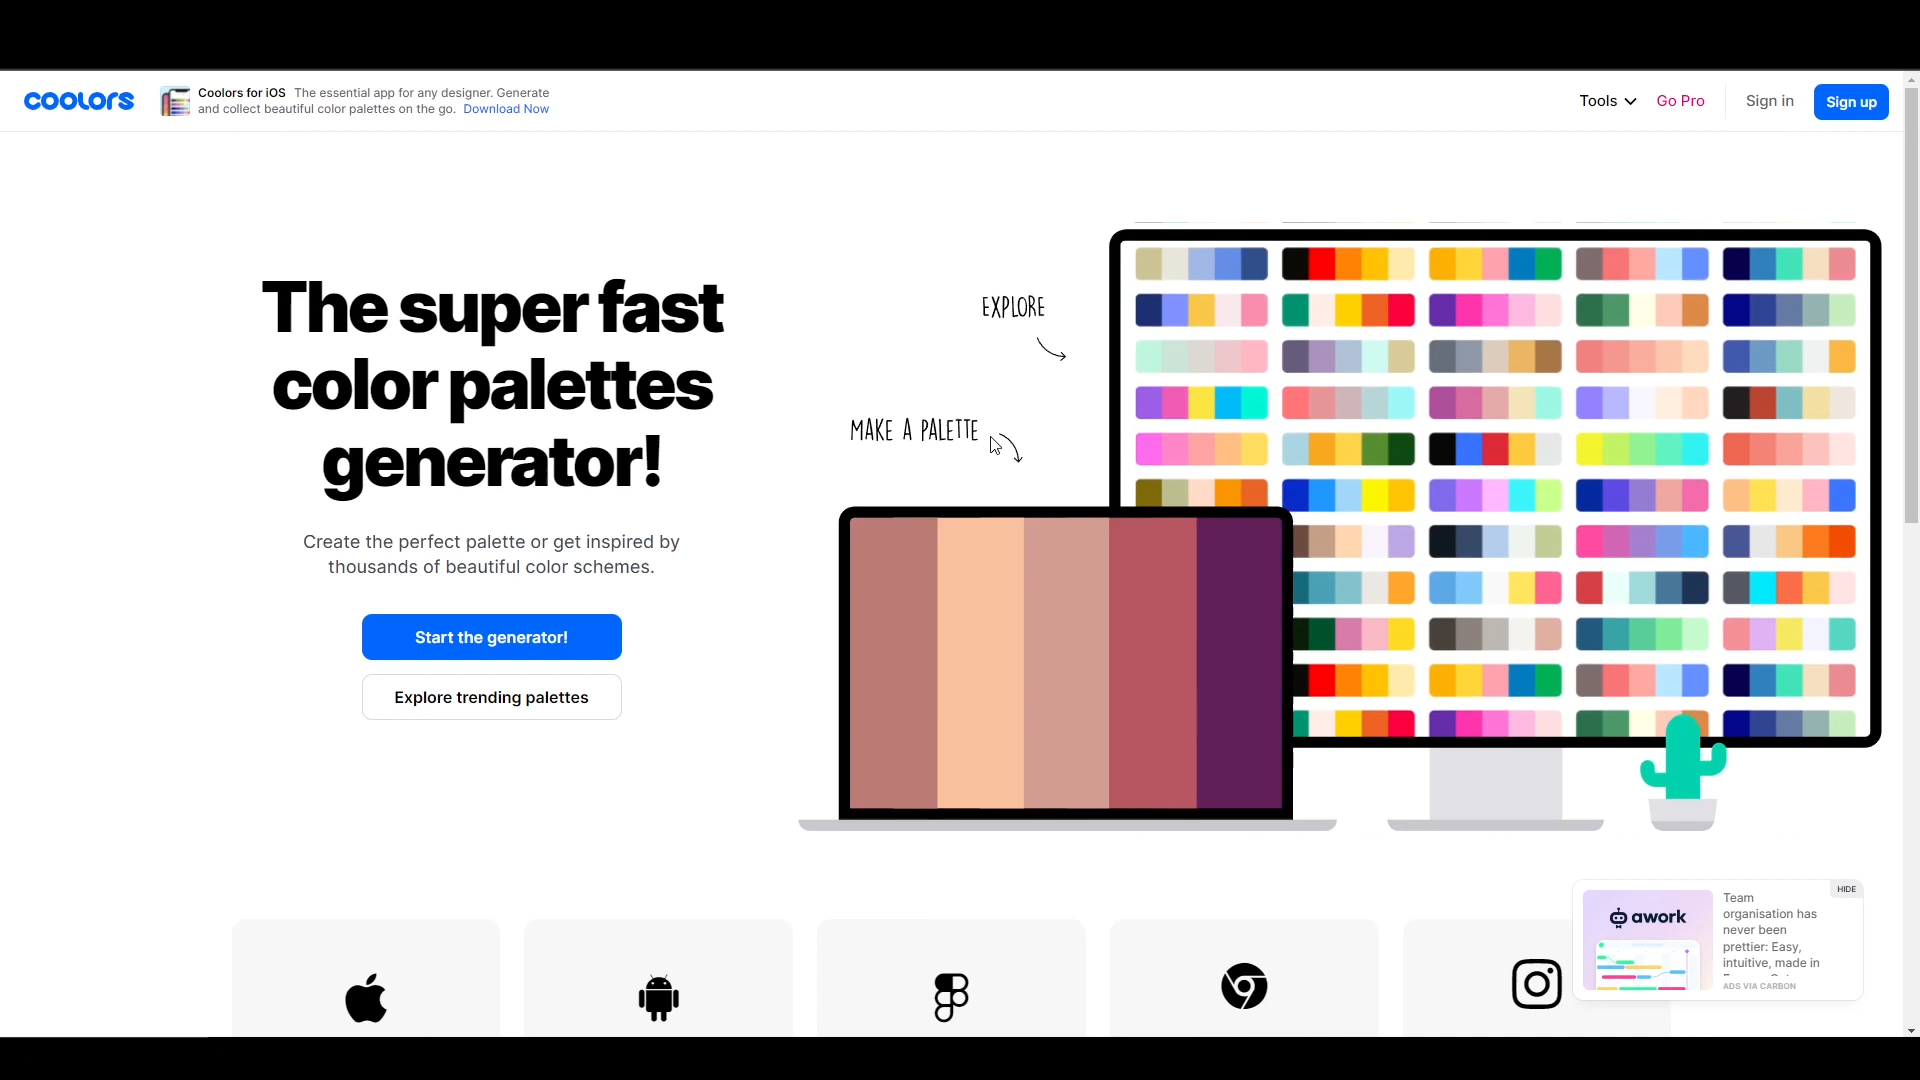 coolors
Coolors for iOS The essential app for any designer. Generate
and collect beautiful color palettes on the go. Download Now
Tools
Go Pro
Sign in
Sign up
The super fast
color palettes
generator!
Create the perfect palette or get inspired by
thousands of beautiful color schemes.
Start the generator!
Explore trending palettes
EXPLORE
MAKE A PALETTE
HIDE
awork
Team
organisation has
never been
prettier: Easy,
intuitive, made in
ADS VIA CARBON